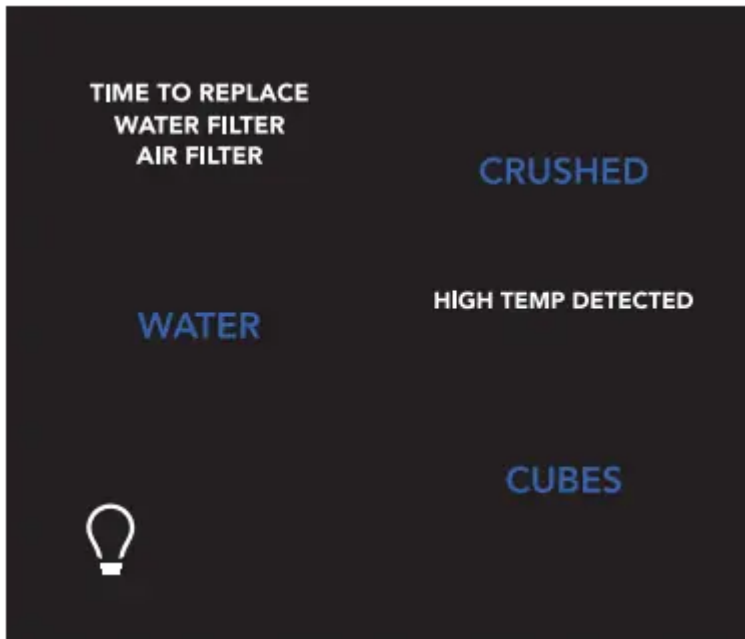 TIME TO REPLACE
WATER FILTER
AIR FILTER
CRUSHED
WATER
HIGH TEMP DETECTED
CUBES